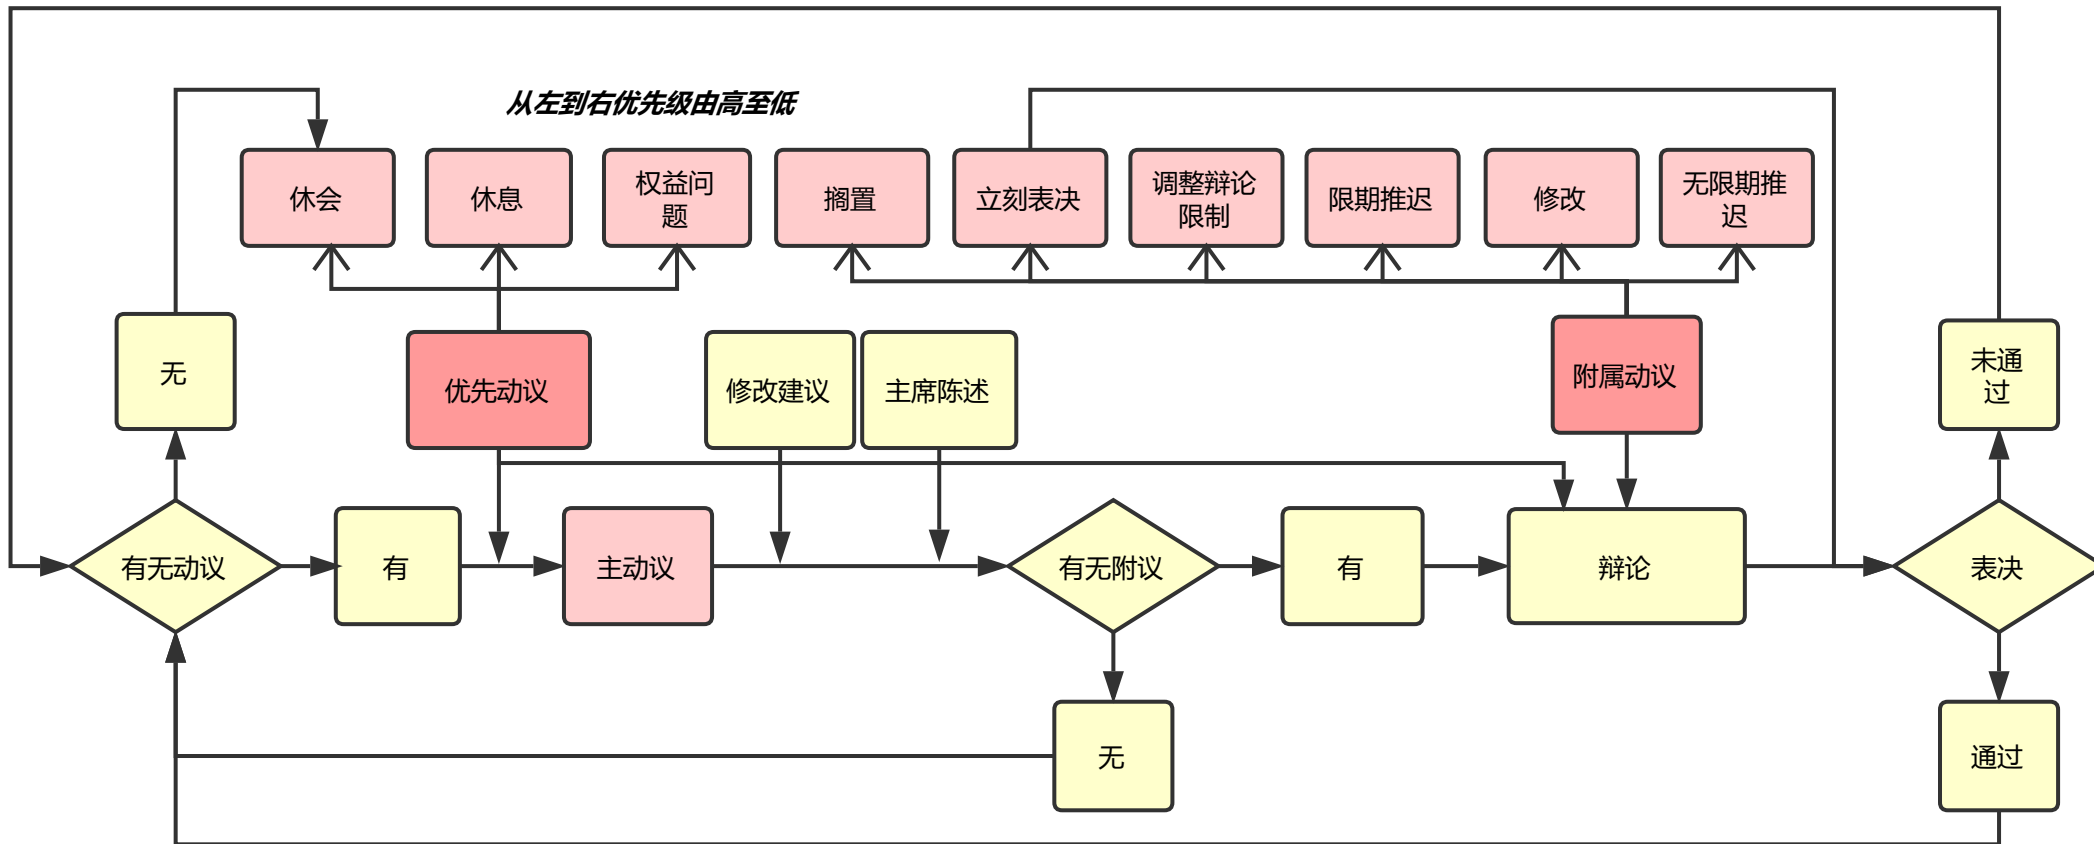 从左到右优先级由高至低
休会
休息
权益问
题
搁置
立刻表决
调整辩论
限制
限期推迟
修改
无限期推
迟
无
优先动议
修改建议
主席陈述
附属动议
未通
过
有无动议
有
主动议
有无附议
有
辩论
表决
无
通过